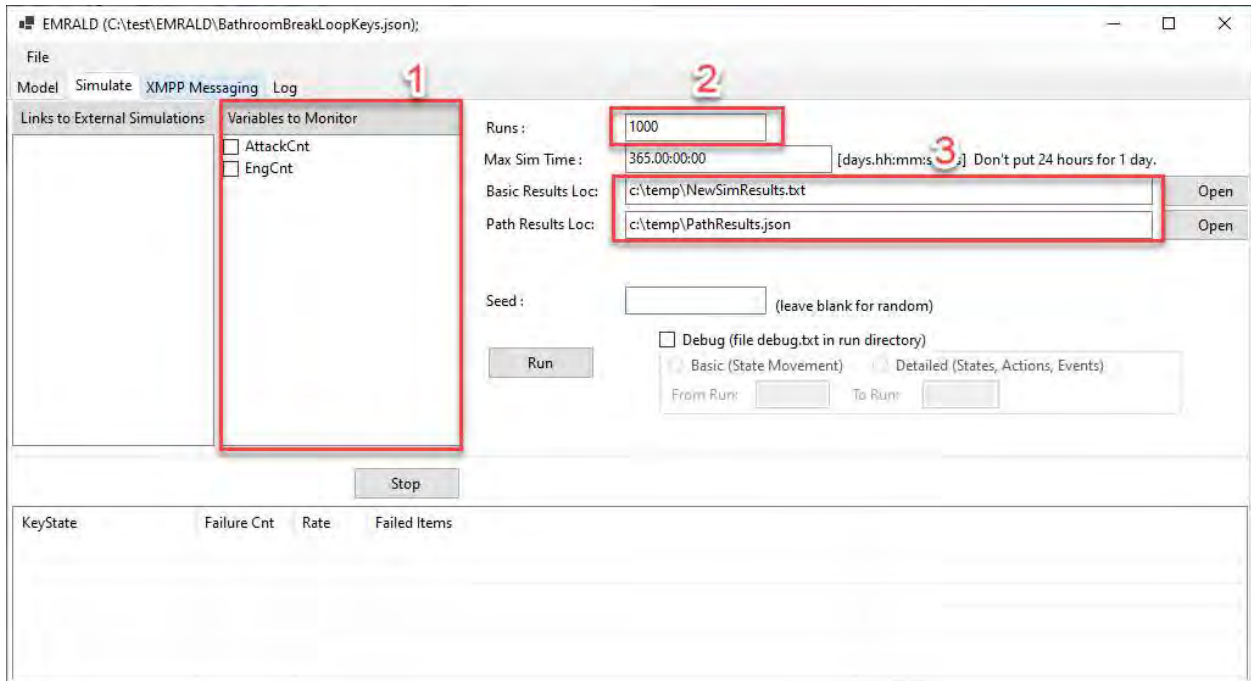 EMRALD (C:\test\EMRALD\BathroomBreakLoopKeys.json);
File
Model Simulate XMPP Messaging Log
1
2
Links to External Simulations
Variables to Monitor
AttackCnt
EngCnt
Runs : 1000
Max Sim Time : 365.00:00:00 [days.hh:mm: Don't put 24 hours for 1 day.
3
Basic Results Loc: c:\temp\NewSimResults.txt Open
Path Results Loc: c:\temp\PathResults.json Open
Seed : (leave blank for random)
Debug (file debug.txt in run directory)
Run
Basic (State Movement) Detailed (States, Actions, Events)
From Run: To Run:
Stop
KeyState Failure Cnt Rate Failed Items